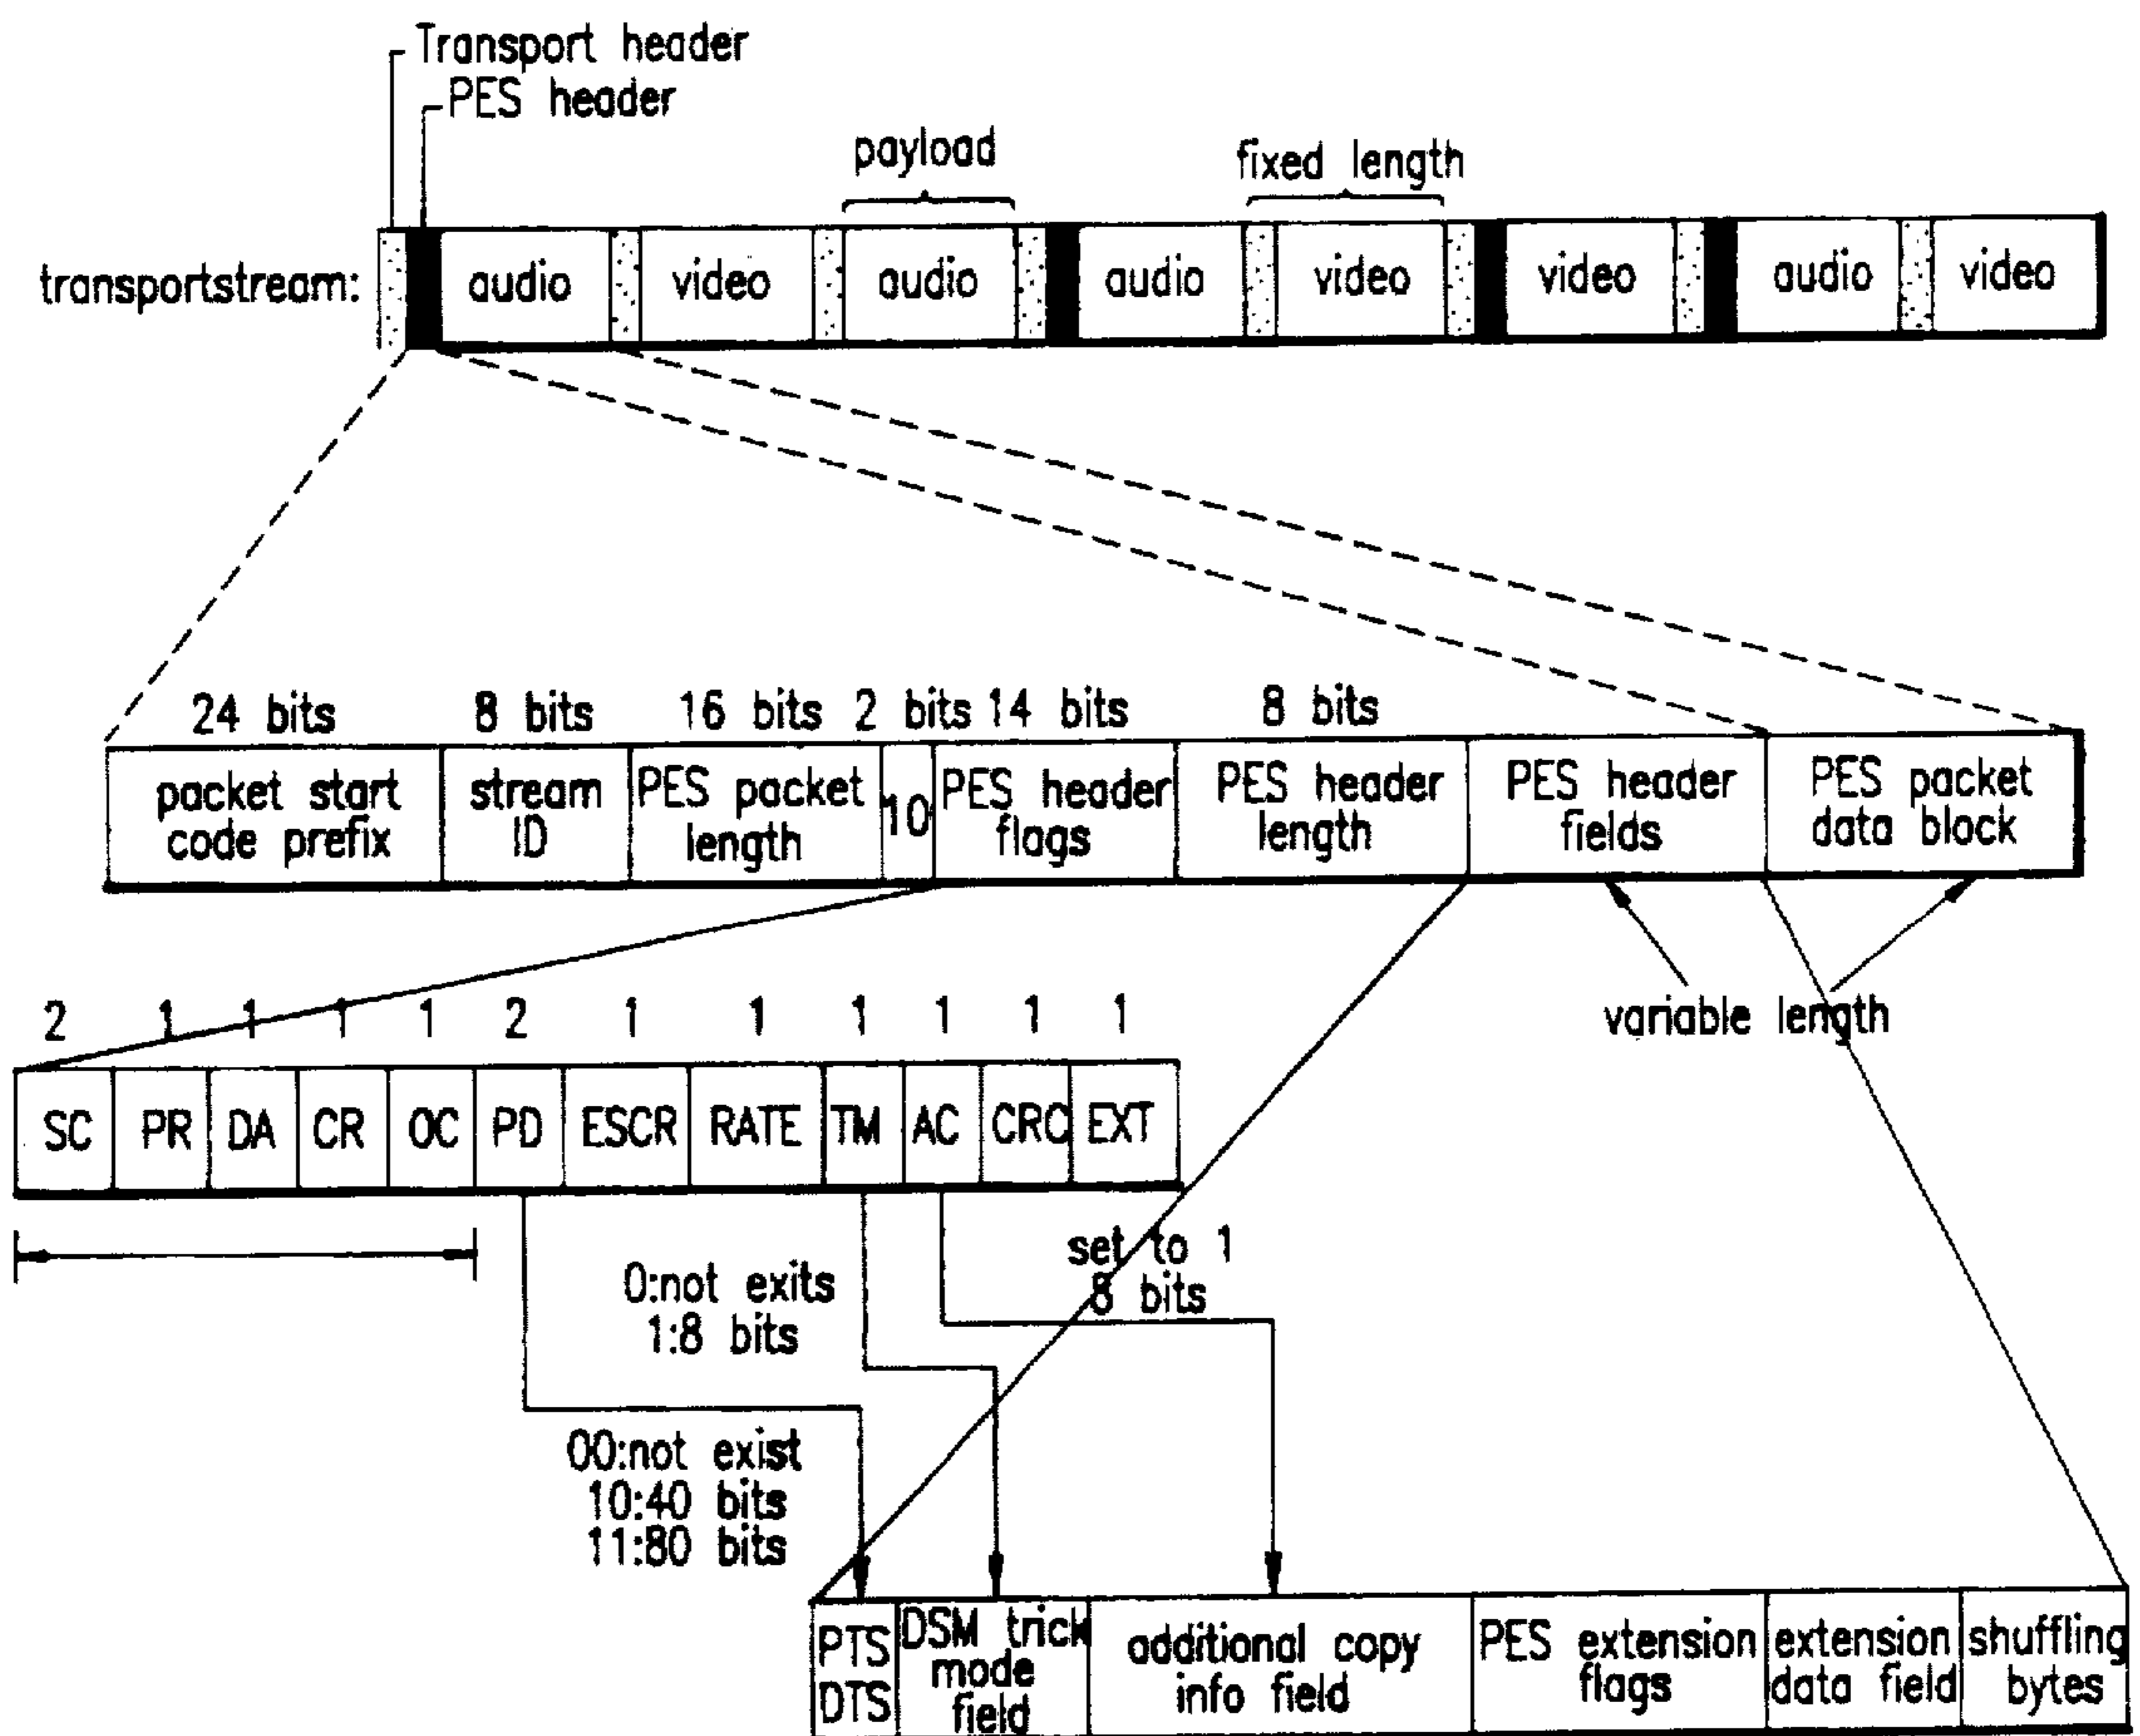 Transport header
PES header
payload
fixed length
transportstream:
audio
video
audio
audio
video
video
audio
video
24 bits
8 bits
16 bits
2 bits
14 bits
8 bits
packet start
code prefix
stream
ID
PES packet
length
10
PES header
flags
PES header
length
PES header
fields
PES packet
data block
variable length
2
1
1
1
1
2
1
1
1
1
1
1
SC
PR
DA
CR
OC
PD
ESCR
RATE
TM
AC
CRC
EXT
set to 1
8 bits
0:not exits
1:8 bits
00:not exist
10:40 bits
11:80 bits
PTS
DTS
DSM trick
mode
field
additional copy
info field
PES extension
flags
extension
data field
shuffling
bytes